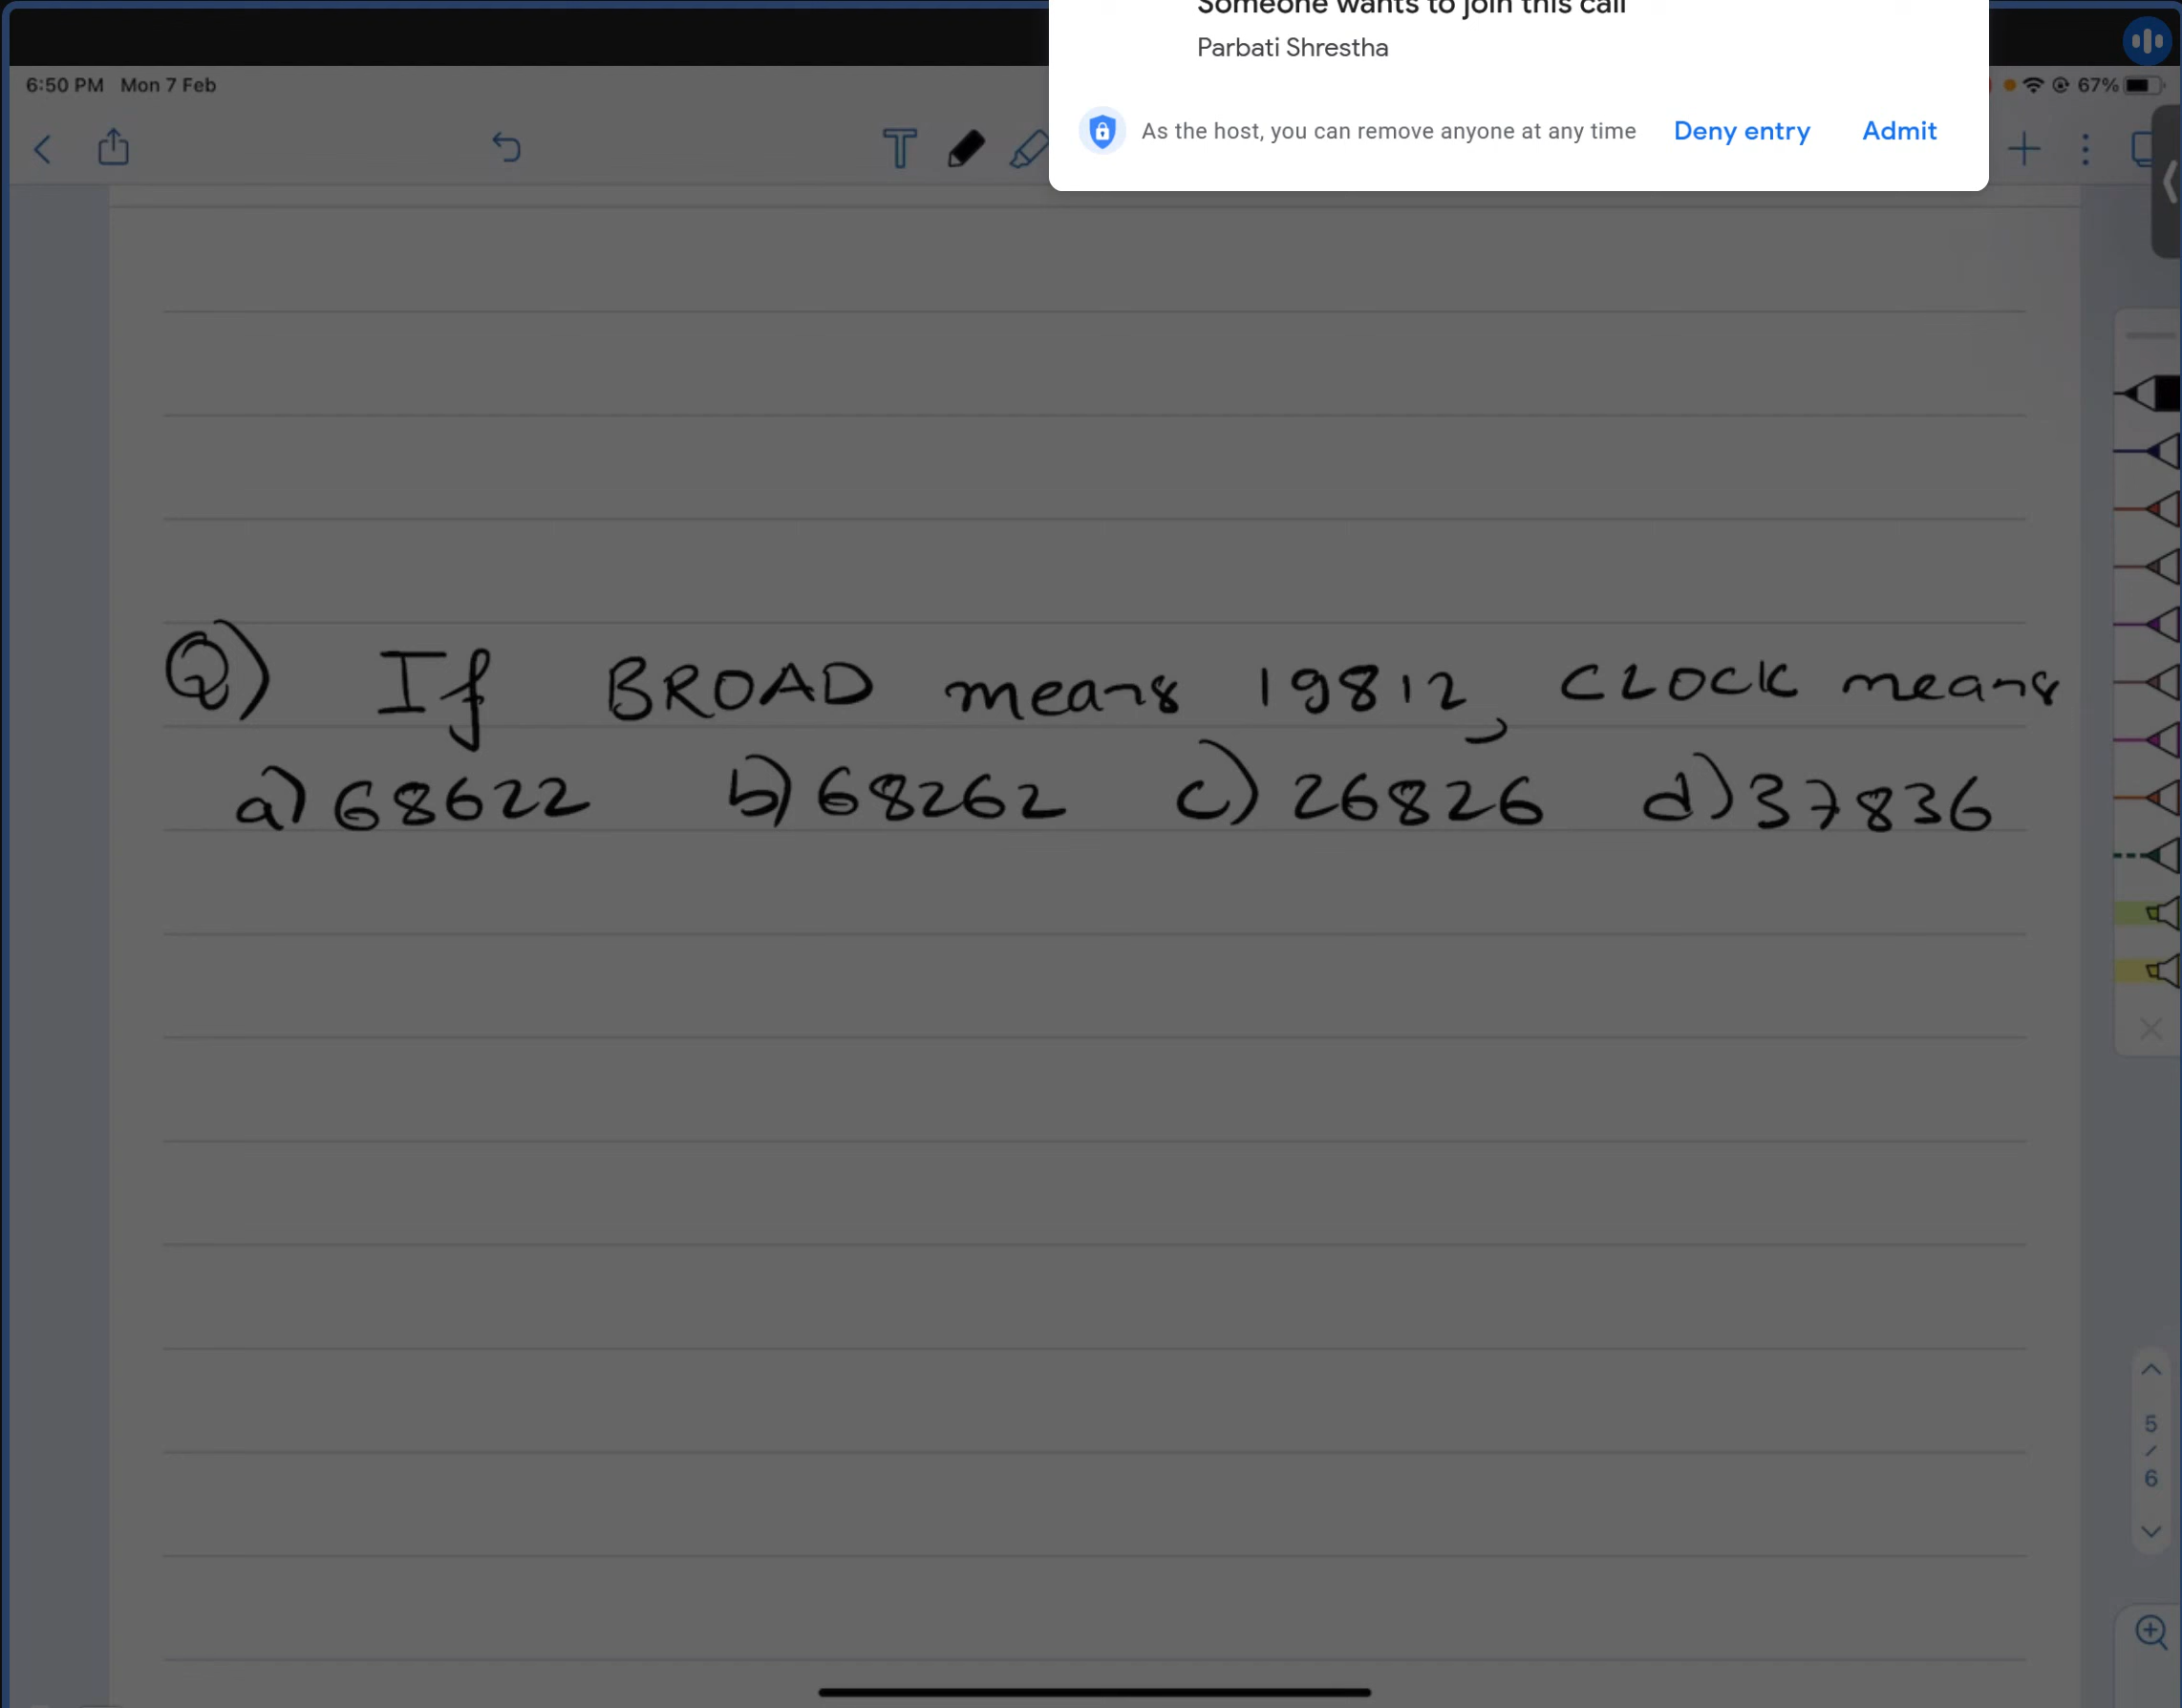 Someone wants to join this call
Parbati Shrestha
6:50 PM Mon 7 Feb
67%
As the host, you can remove anyone at any time Deny entry Admit
Q) If BROAD means 19812, CLOCK means
a) 68622 b) 68262 c) 26826 d) 37836
5
/
6